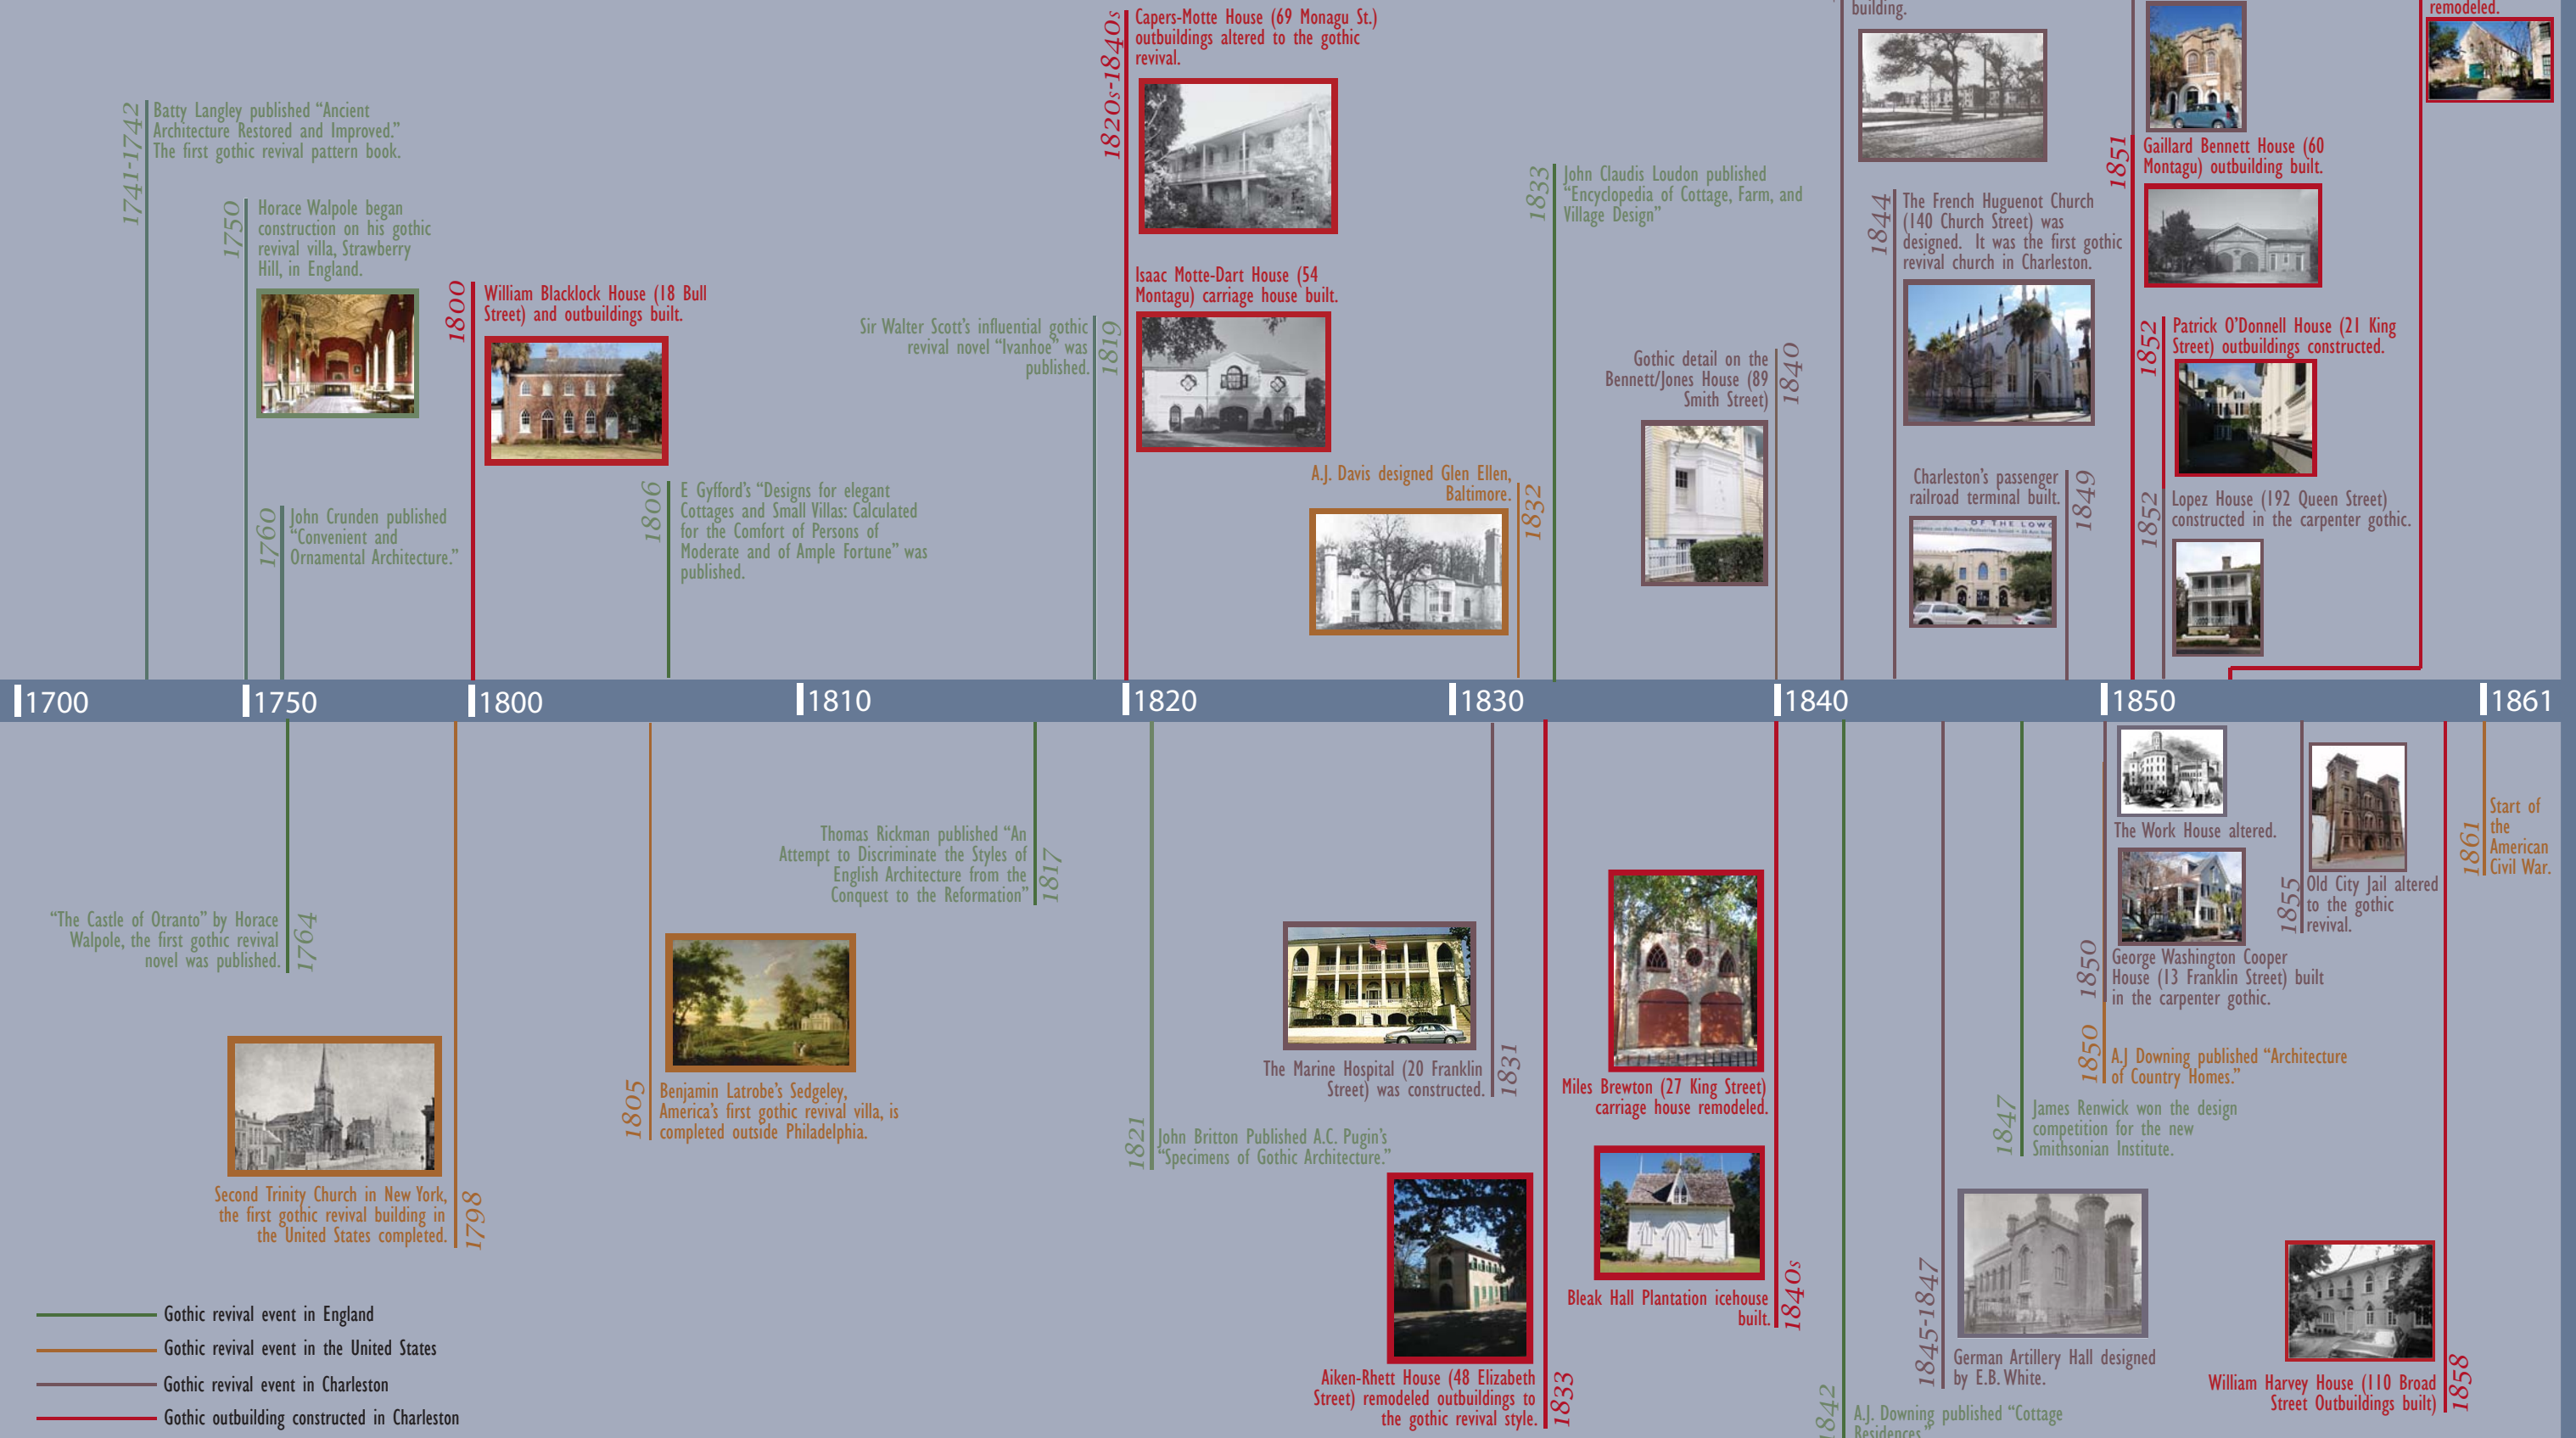 building.
remodeled.
Capers-Motte House (69 Monagu St.)
outbuildings altered to the gothic
revival.
1820s-1840s
1741-1742
Batty Langley published “Ancient
Architecture Restored and Improved.”
The first gothic revival pattern book.
1750
Horace Walpole began
construction on his gothic
revival villa, Strawberry
Hill, in England.
1760
John Crunden published
“Convenient and
Ornamental Architecture.”
1800
William Blacklock House (18 Bull
Street) and outbuildings built.
1806
E Gyfford’s “Designs for elegant
Cottages and Small Villas: Calculated
for the Comfort of Persons of
Moderate and of Ample Fortune” was
published.
Sir Walter Scott’s influential gothic
revival novel “Ivanhoe” was
published.
1819
Isaac Motte-Dart House (54
Montagu) carriage house built.
A.J. Davis designed Glen Ellen,
Baltimore.
1832
1833
John Claudis Loudon published
“Encyclopedia of Cottage, Farm, and
Village Design”
Gothic detail on the
Bennett/Jones House (89
Smith Street)
1840
1844
The French Huguenot Church
(140 Church Street) was
designed. It was the first gothic
revival church in Charleston.
Charleston’s passenger
railroad terminal built.
1849
OF THE LOWC
1851
Gaillard Bennett House (60
Montagu) outbuilding built.
1852
Patrick O’Donnell House (21 King
Street) outbuildings constructed.
1852
Lopez House (192 Queen Street)
constructed in the carpenter gothic.
1700
1750
1800
1810
1820
1830
1840
1850
1861
“The Castle of Otranto” by Horace
Walpole, the first gothic revival
novel was published.
1764
Second Trinity Church in New York,
the first gothic revival building in
the United States completed.
1798
1805
Benjamin Latrobe’s Sedgeley,
America’s first gothic revival villa, is
completed outside Philadelphia.
Thomas Rickman published “An
Attempt to Discriminate the Styles of
English Architecture from the
Conquest to the Reformation”
1817
1821
John Britton Published A.C. Pugin’s
“Specimens of Gothic Architecture.”
The Marine Hospital (20 Franklin
Street) was constructed.
1831
Aiken-Rhett House (48 Elizabeth
Street) remodeled outbuildings to
the gothic revival style.
1833
Miles Brewton (27 King Street)
carriage house remodeled.
Bleak Hall Plantation icehouse
built.
1840s
1842
A.J. Downing published “Cottage
Residences”
1845-1847
German Artillery Hall designed
by E.B. White.
1847
James Renwick won the design
competition for the new
Smithsonian Institute.
The Work House altered.
1850
George Washington Cooper
House (13 Franklin Street) built
in the carpenter gothic.
1850
A.J Downing published “Architecture
of Country Homes.”
1855
Old City Jail altered
to the gothic
revival.
William Harvey House (110 Broad
Street Outbuildings built)
1858
1861
Start of
the
American
Civil War.
Gothic revival event in England
Gothic revival event in the United States
Gothic revival event in Charleston
Gothic outbuilding constructed in Charleston